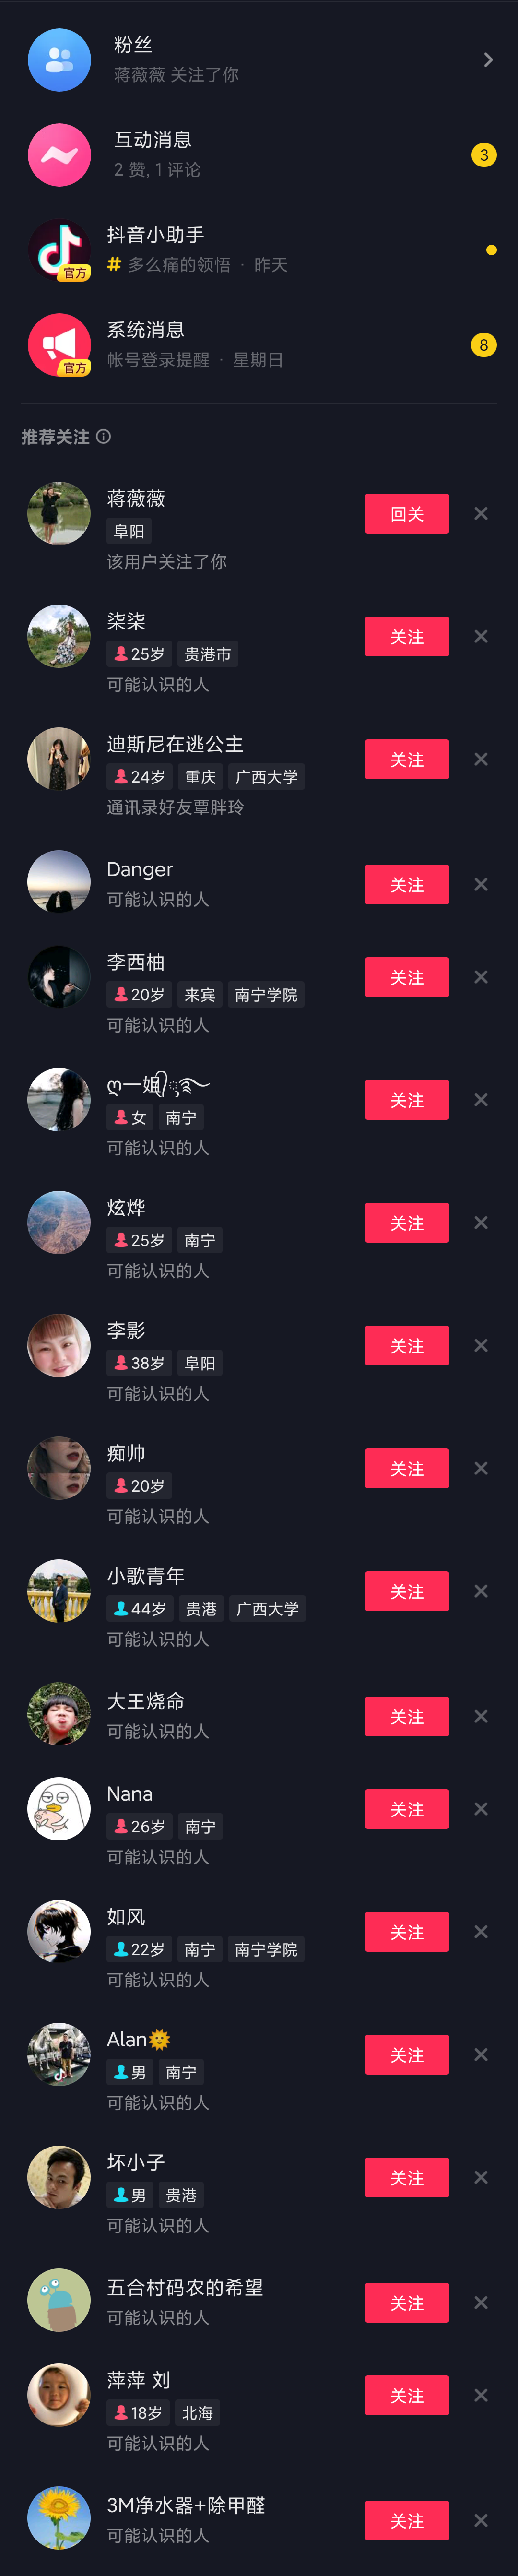 粉丝
蒋薇薇 关注了你
互动消息
2 赞, 1 评论
3
抖音小助手
官方
# 多么痛的领悟 · 昨天
系统消息
官方
帐号登录提醒 · 星期日
8
推荐关注
蒋薇薇
阜阳
该用户关注了你
回关
柒柒
25岁 贵港市
可能认识的人
关注
迪斯尼在逃公主
24岁 重庆 广西大学
通讯录好友覃胖玲
关注
Danger
可能认识的人
关注
李西柚
20岁 来宾 南宁学院
可能认识的人
关注
ღ一姐
女 南宁
可能认识的人
关注
炫烨
25岁 南宁
可能认识的人
关注
李影
38岁 阜阳
可能认识的人
关注
痴帅
20岁
可能认识的人
关注
小歌青年
44岁 贵港 广西大学
可能认识的人
关注
大王烧命
可能认识的人
关注
Nana
26岁 南宁
可能认识的人
关注
如风
22岁 南宁 南宁学院
可能认识的人
关注
Alan🌞
男 南宁
可能认识的人
关注
坏小子
男 贵港
可能认识的人
关注
五合村码农的希望
可能认识的人
关注
萍萍 刘
18岁 北海
可能认识的人
关注
3M净水器+除甲醛
可能认识的人
关注